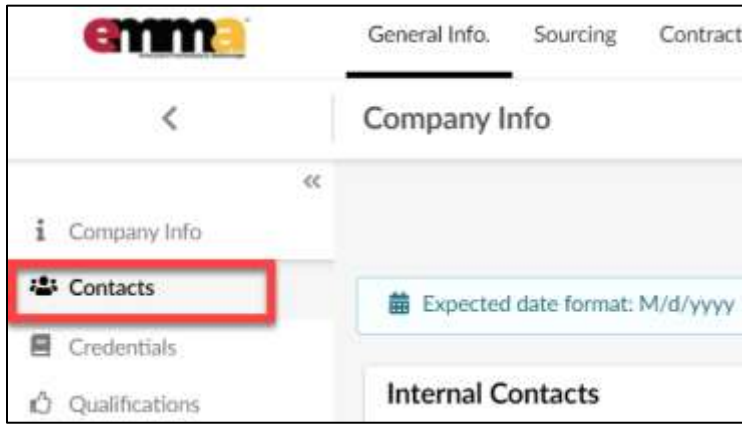 emma
General Info. Sourcing Contract
Company Info
Company Info
Contacts
Expected date format: M/d/yyyy
Credentials
Internal Contacts
Qualifications